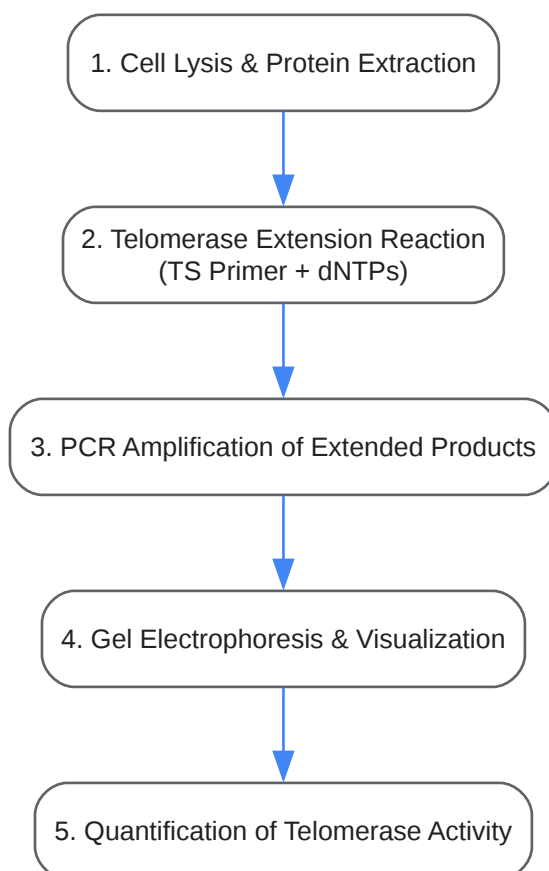 1. Cell Lysis & Protein Extraction
2. Telomerase Extension Reaction
(TS Primer + dNTPs)
3. PCR Amplification of Extended Products
4. Gel Electrophoresis & Visualization
5. Quantification of Telomerase Activity